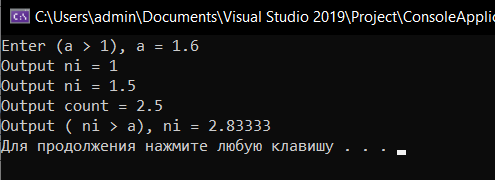 C:\Users\admin\Documents\Visual Studio 2019\Project\ConsoleApplic
Enter (a > 1), a = 1.6
Output ni = 1
Output ni = 1.5
Output count = 2.5
Output ( ni > a), ni = 2.83333
Для продолжения нажмите любую клавишу . . .